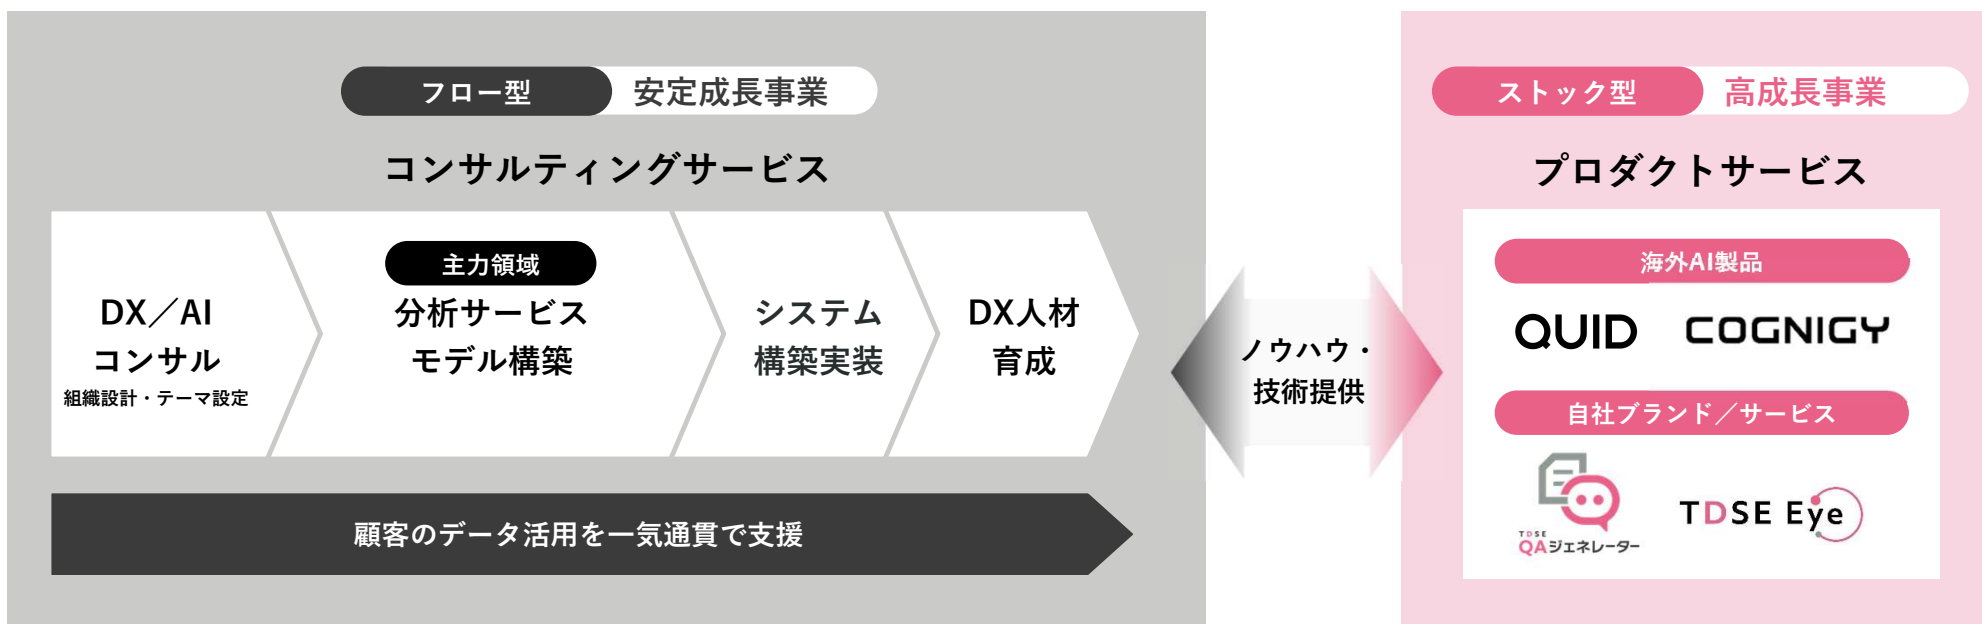 フロー型 安定成長事業
コンサルティングサービス
DX／AI
コンサル
組織設計・テーマ設定
主力領域
分析サービス
モデル構築
システム
構築実装
DX人材
育成
顧客のデータ活用を一気通貫で支援
ノウハウ・
技術提供
ストック型 高成長事業
プロダクトサービス
海外AI製品
QUID COGNIGY
自社ブランド／サービス
TDSE
QAジェネレーター
TDSE Eye